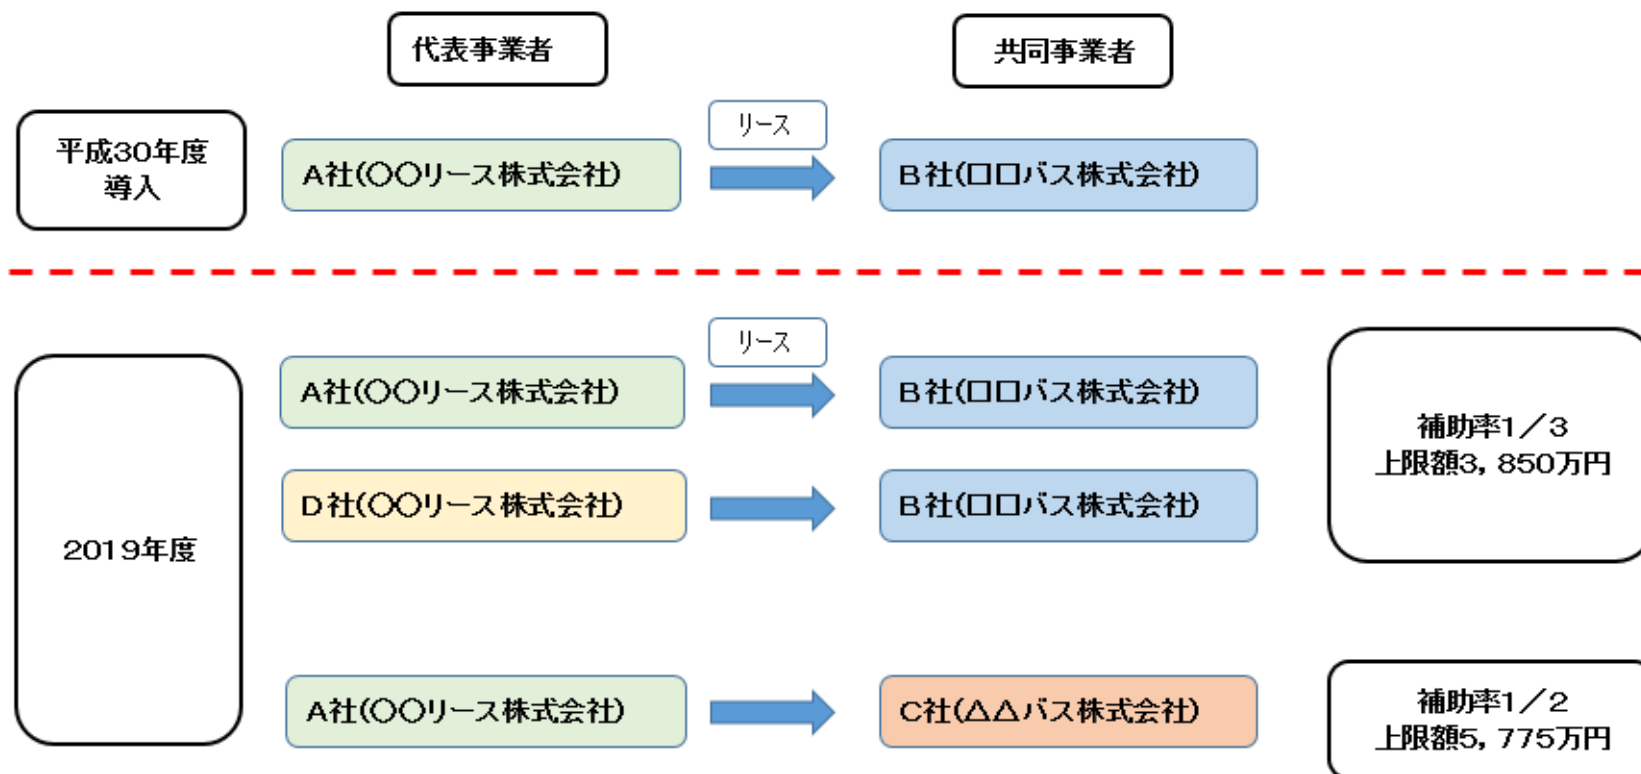 代表事業者
共同事業者
平成30年度
導入
A社(〇〇リース株式会社)
リース
B社(口口バス株式会社)
2019年度
A社(〇〇リース株式会社)
リース
B社(口口バス株式会社)
補助率1／3
上限額3，850万円
D社(〇〇リース株式会社)
B社(口口バス株式会社)
A社(〇〇リース株式会社)
C社(△△バス株式会社)
補助率1／2
上限額5，775万円